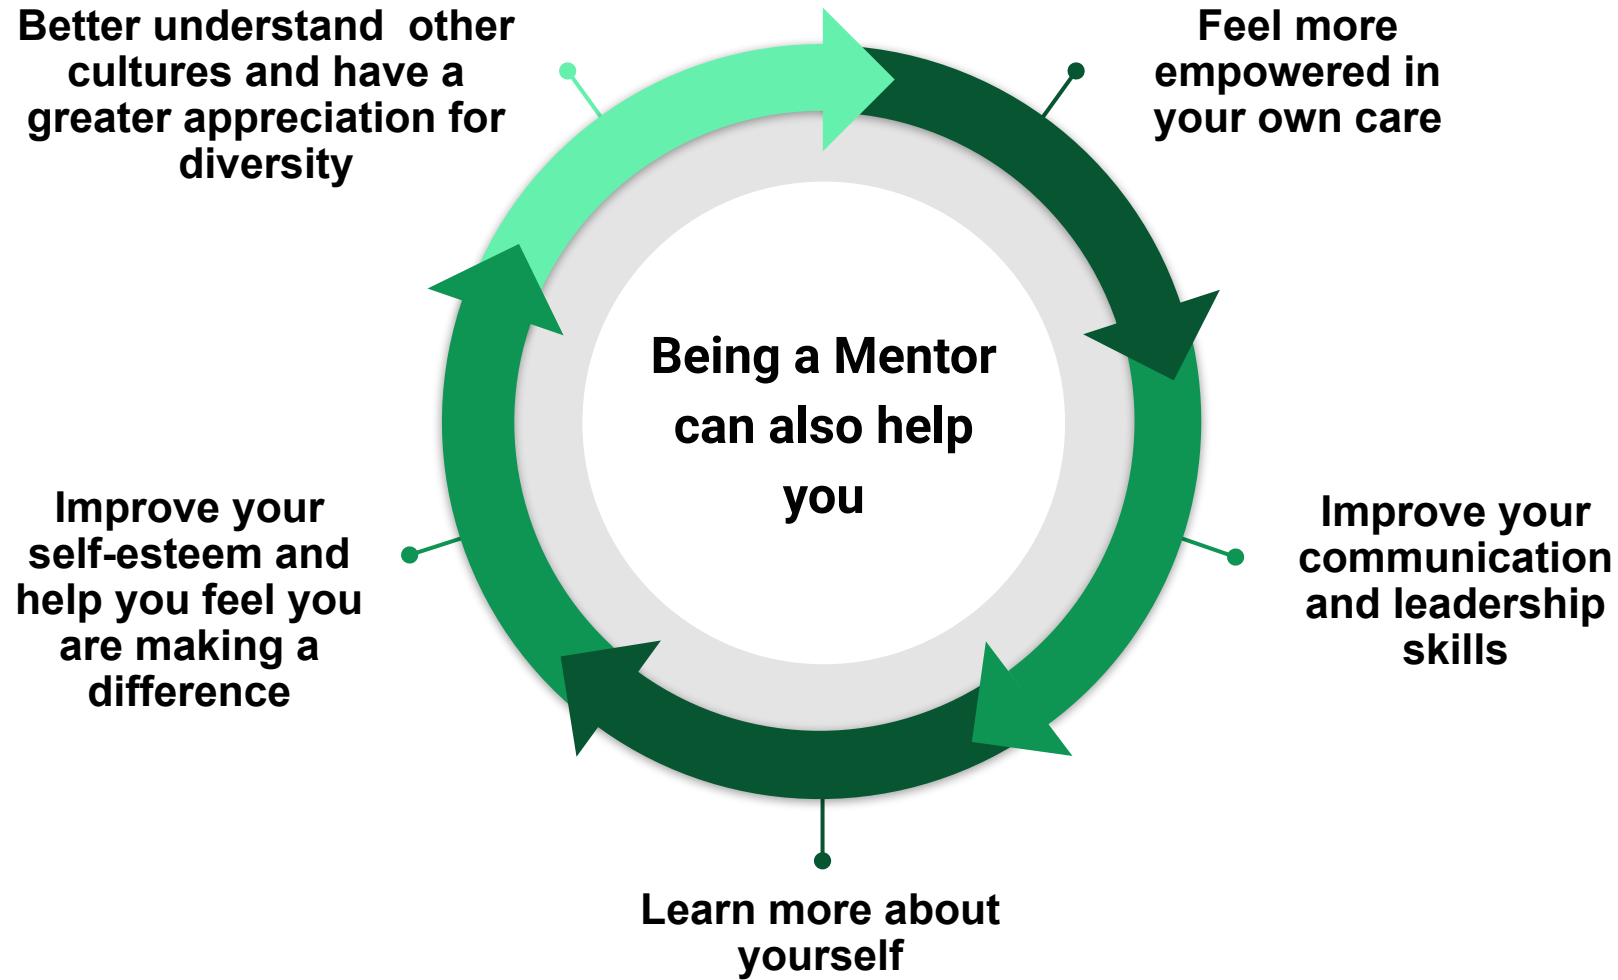 Better understand  other
cultures and have a
greater appreciation for
diversity
Feel more
empowered in
your own care
Being a Mentor
can also help
you
Improve your
self-esteem and
help you feel you
are making a
difference
Improve your
communication
and leadership
skills
Learn more about
yourself